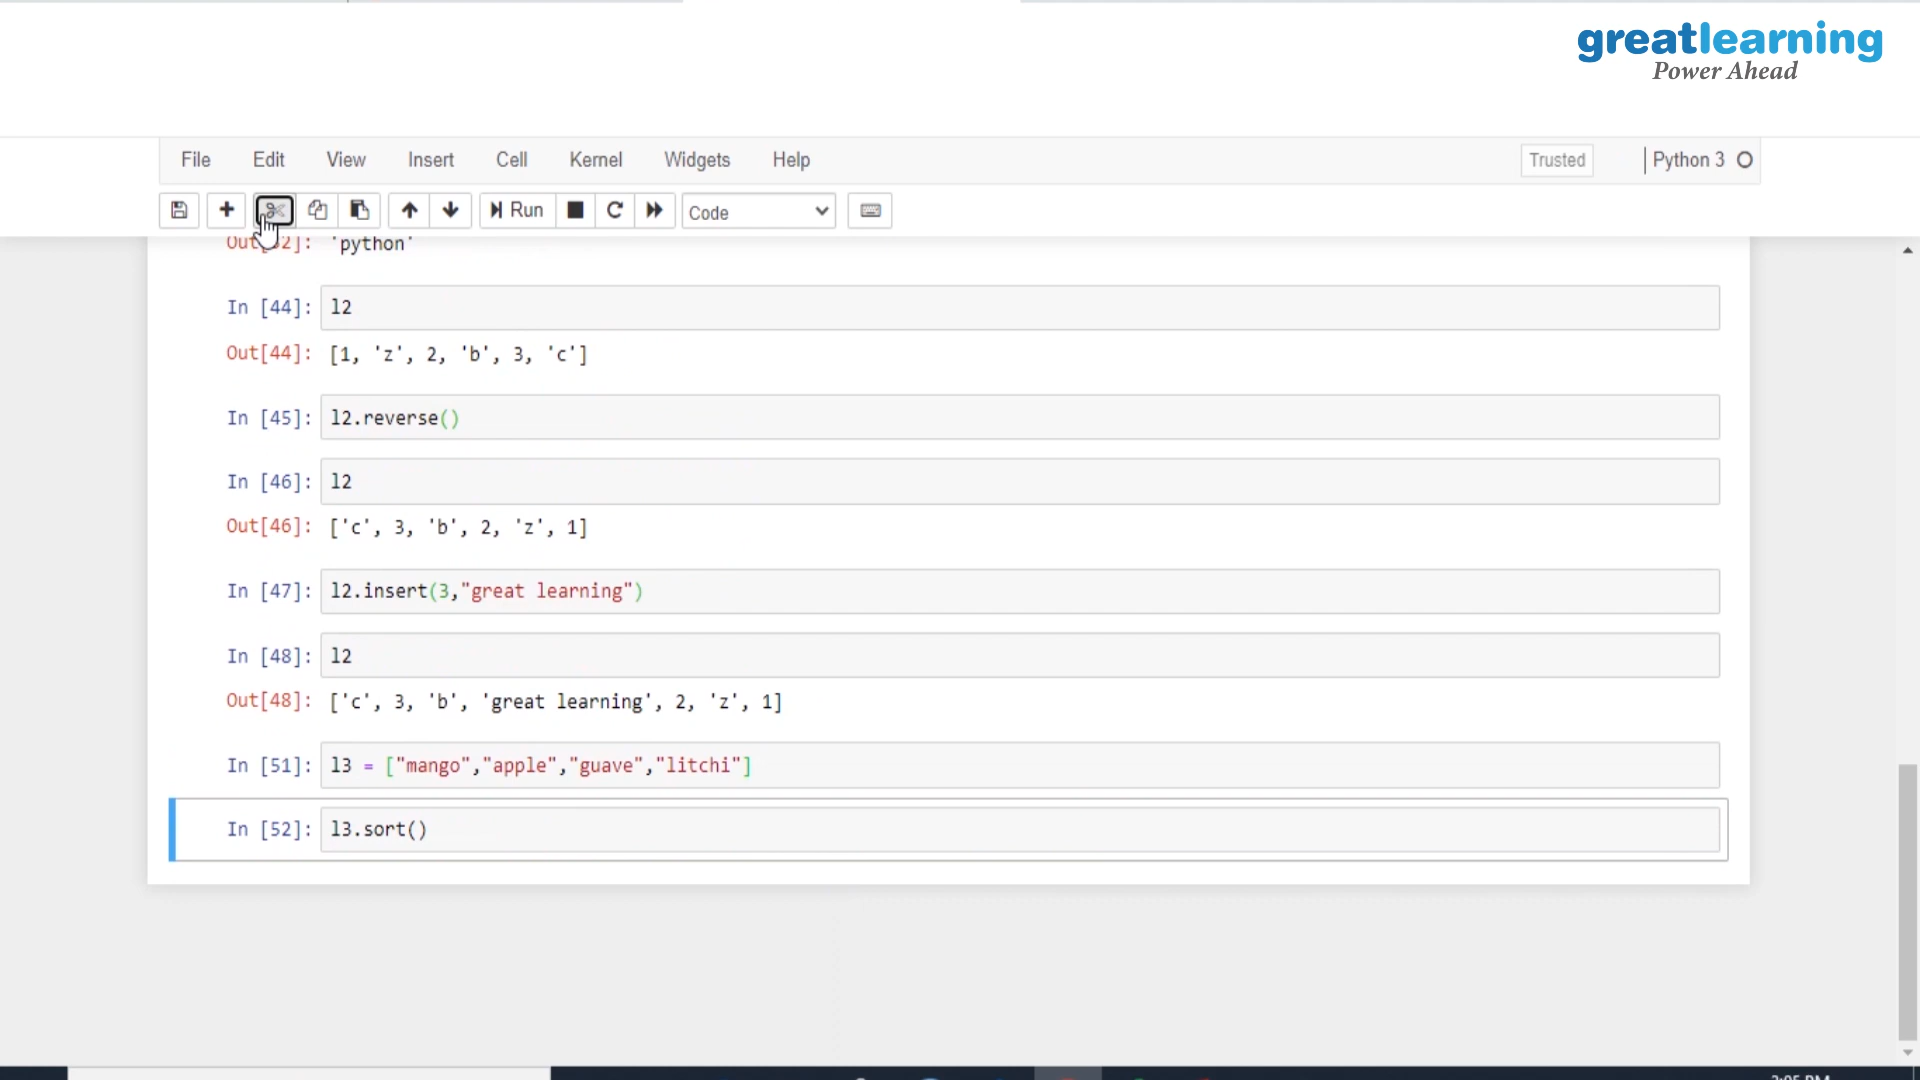 greatlearning
Power Ahead
File Edit View Insert Cell Kernel Widgets Help Trusted Python 3
Run Code
'python'
In [44]: l2
Out[44]: [1, 'z', 2, 'b', 3, 'c']
In [45]: l2.reverse()
In [46]: l2
Out[46]: ['c', 3, 'b', 2, 'z', 1]
In [47]: l2.insert(3,"great learning")
In [48]: l2
Out[48]: ['c', 3, 'b', 'great learning', 2, 'z', 1]
In [51]: l3 = ["mango","apple","guave","litchi"]
In [52]: l3.sort()